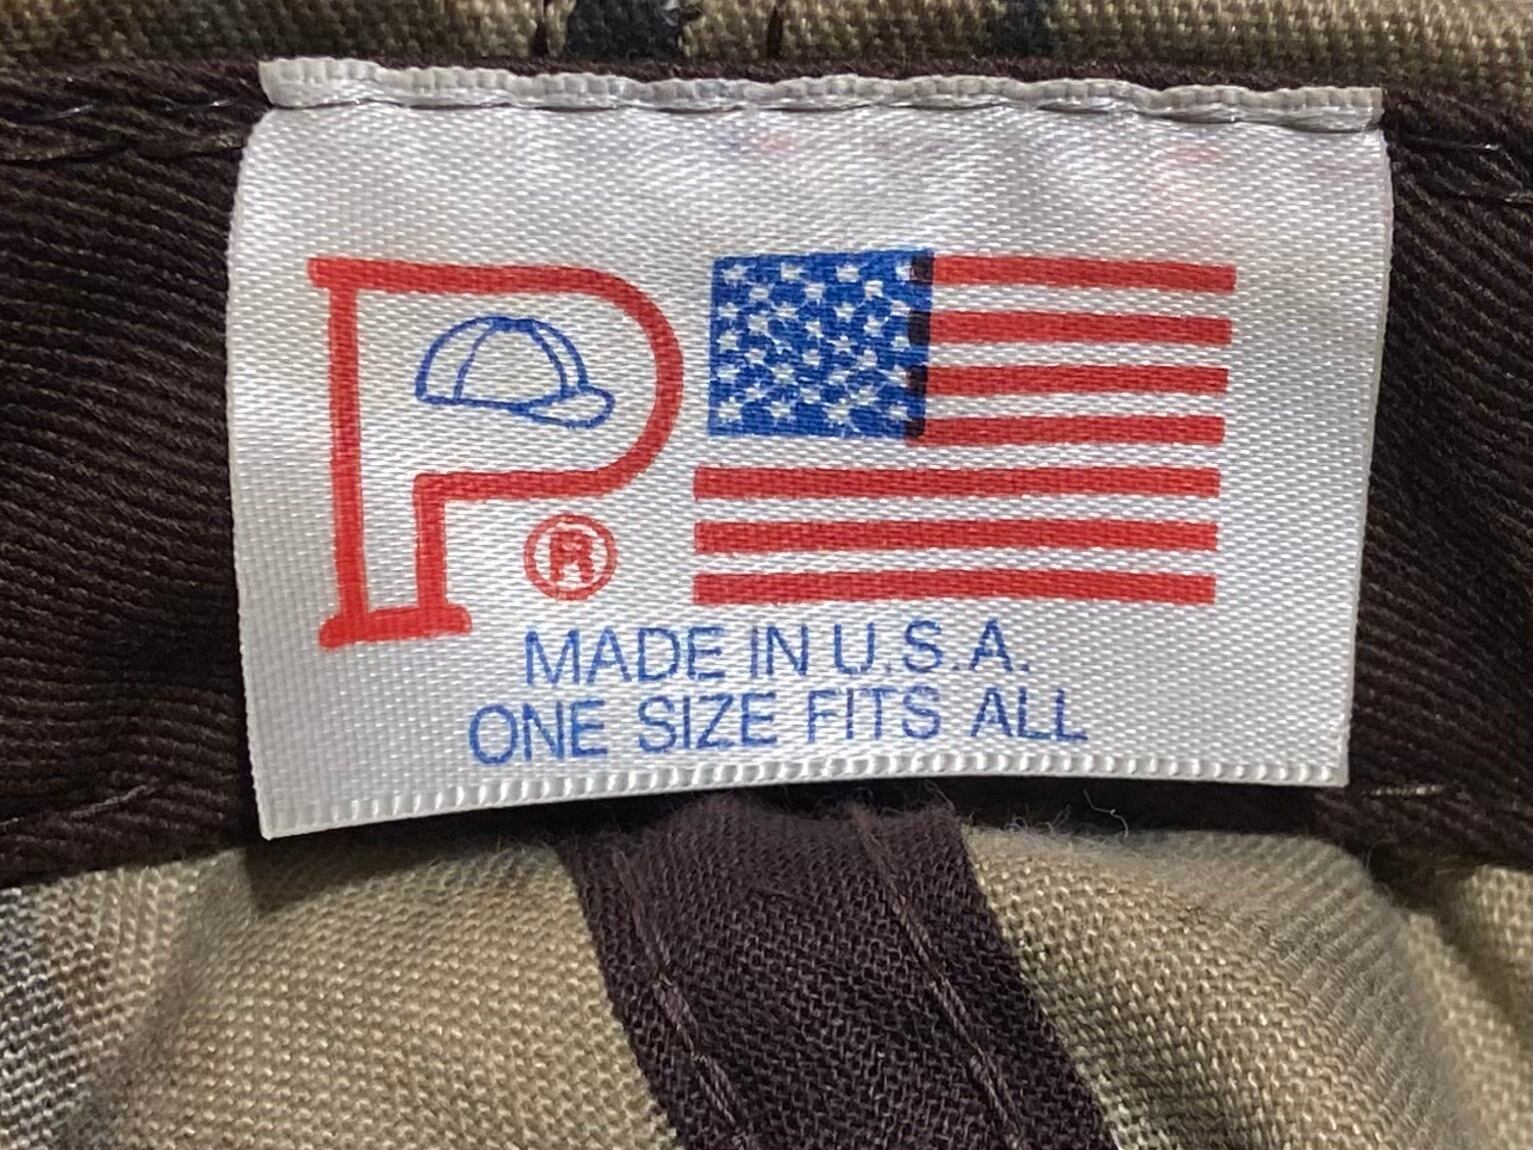 P
®
MADE IN U.S.A.
ONE SIZE FITS ALL